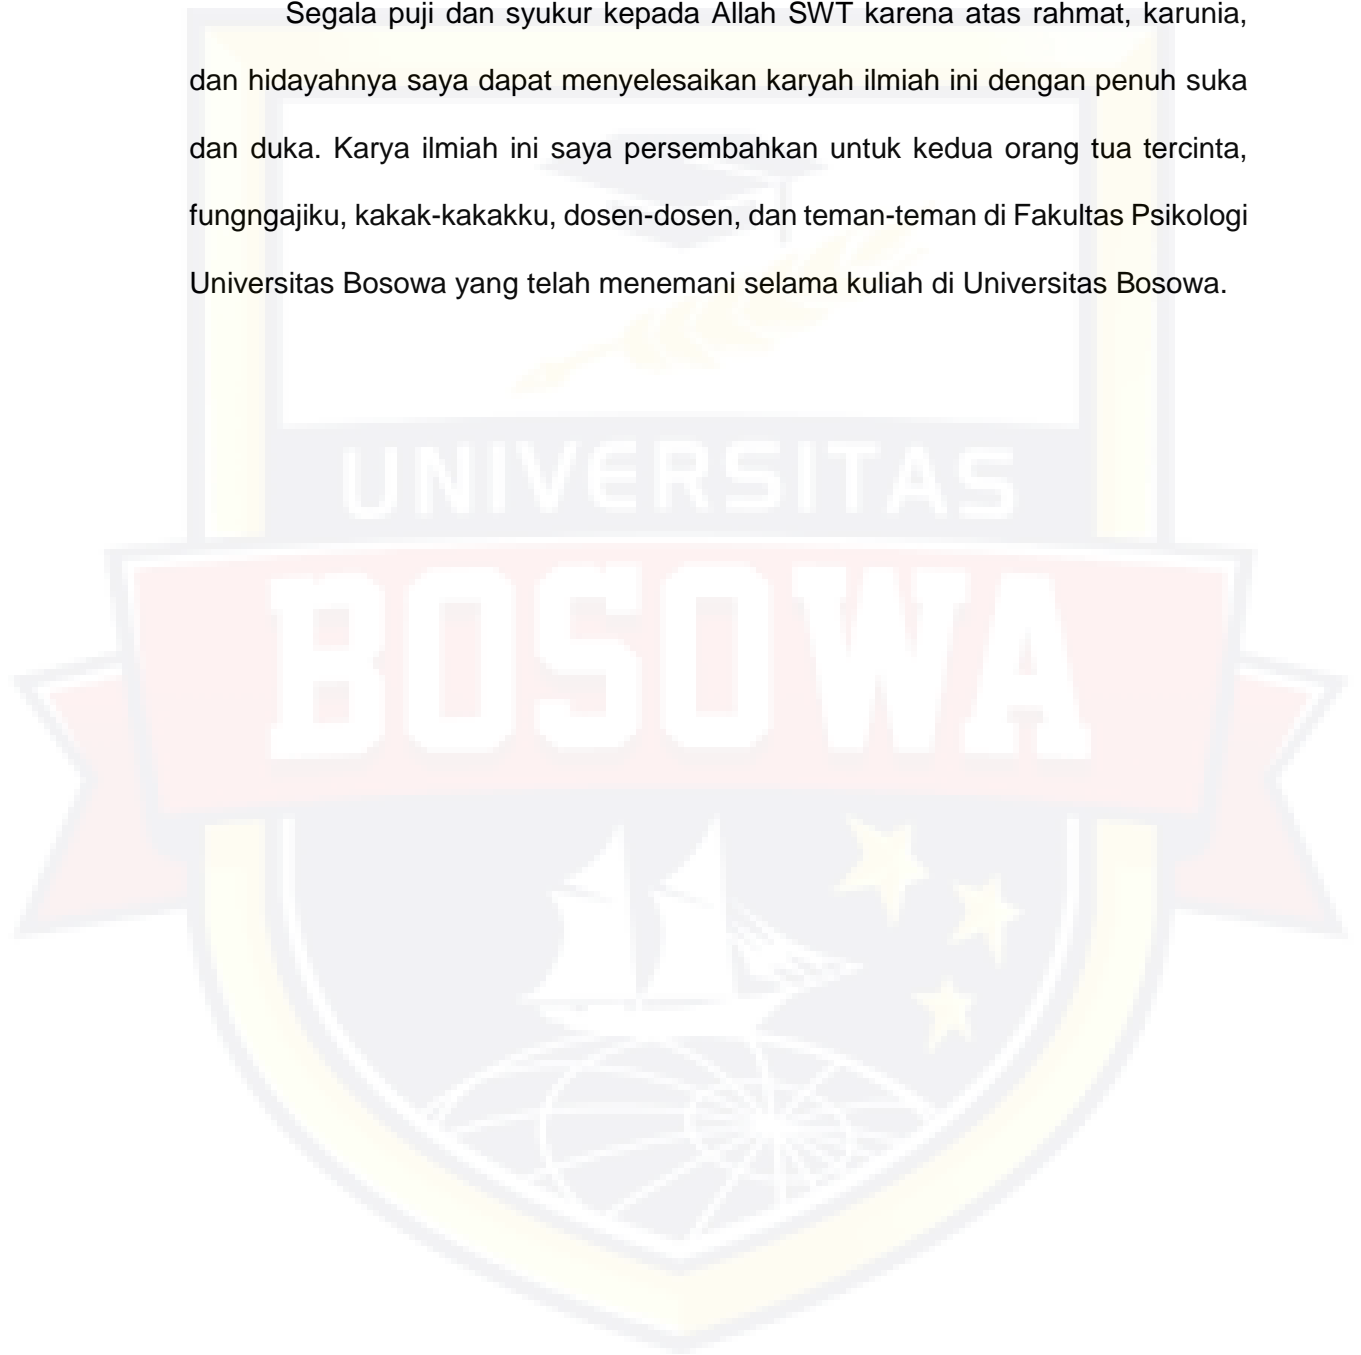 Segala puji dan syukur kepada Allah SWT karena atas rahmat, karunia,
dan hidayahnya saya dapat menyelesaikan karyah ilmiah ini dengan penuh suka
dan duka. Karya ilmiah ini saya persembahkan untuk kedua orang tua tercinta,
fungngajiku, kakak-kakakku, dosen-dosen, dan teman-teman di Fakultas Psikologi
Universitas Bosowa yang telah menemani selama kuliah di Universitas Bosowa.
UNIVERSITAS
BOSOWA